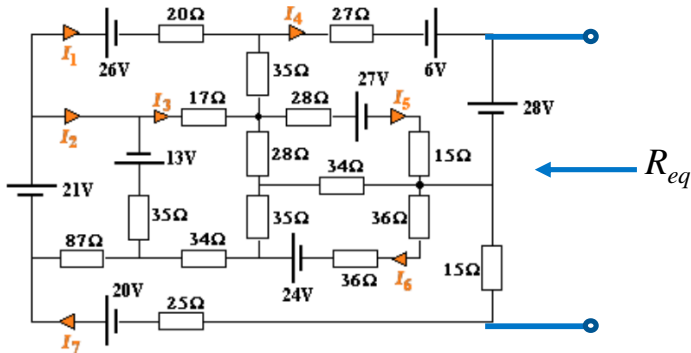 20Ω I4 27Ω
I1 26V 35Ω 6V
27V
I2 I3 17Ω 28Ω I5 28V
13V 28Ω 34Ω 15Ω Req
21V
35Ω 35Ω 36Ω
87Ω 34Ω 15Ω
24V 36Ω I6
20V 25Ω
I7